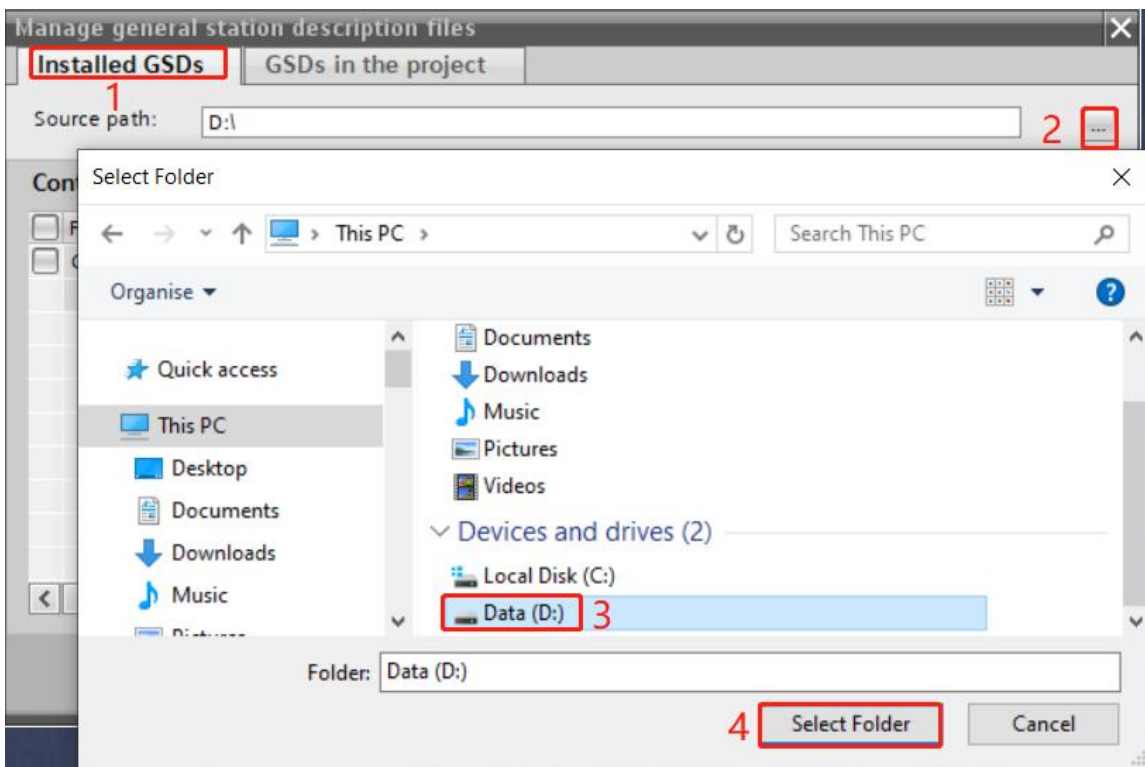 Manage general station description files
Installed GSDs
GSDs in the project
1
Source path:
D:\
2
...
Select Folder
This PC
Search This PC
Organise
?
Quick access
This PC
Desktop
Documents
Downloads
Music
Documents
Downloads
Music
Pictures
Videos
Devices and drives (2)
Local Disk (C:)
Data (D:)
3
Folder:
Data (D:)
4
Select Folder
Cancel